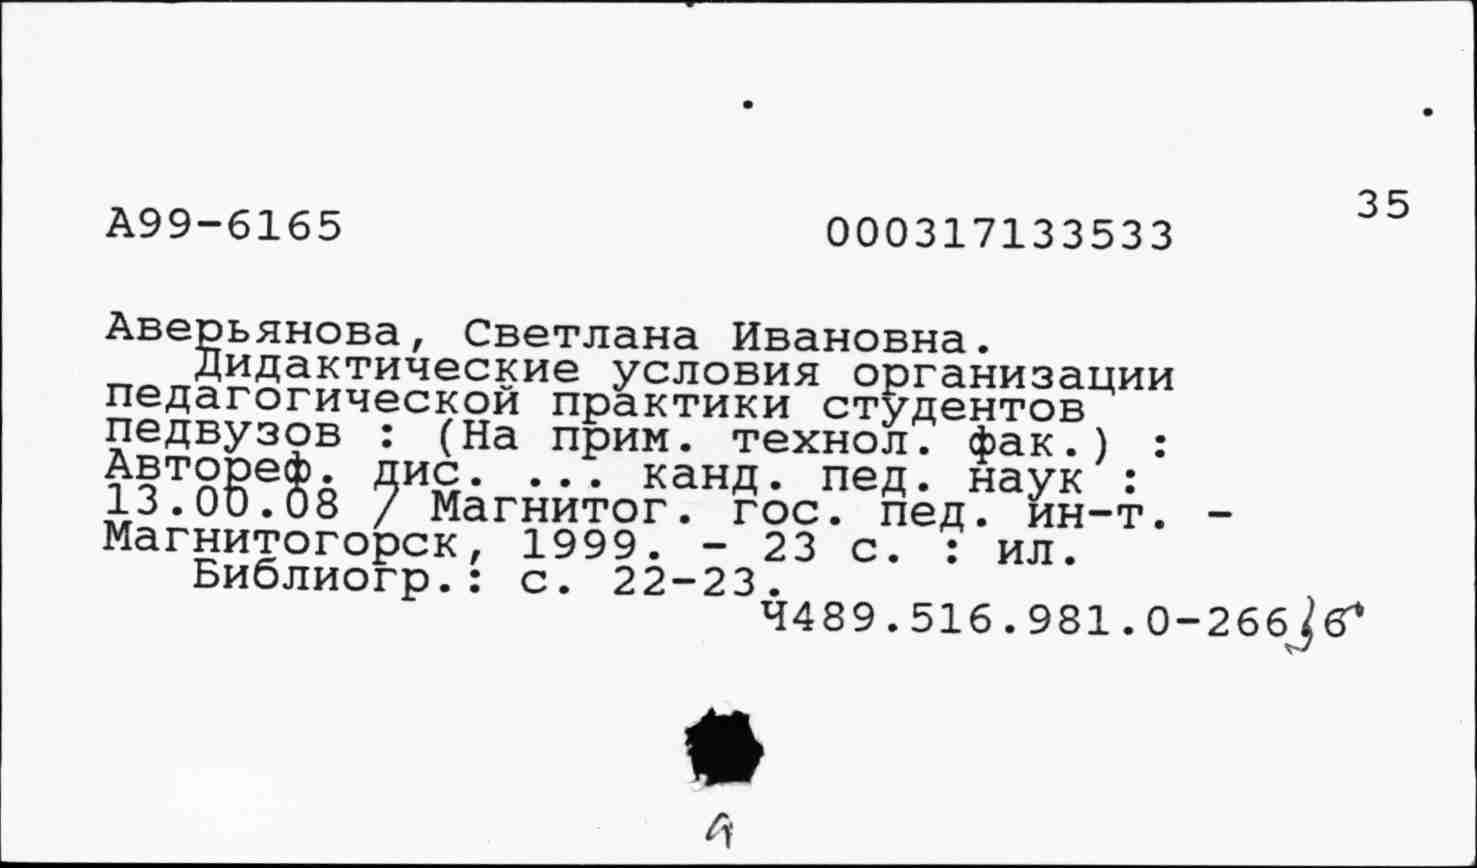 35
А99-6165 000317133533
Аверьянова, Светлана Ивановна.
Дидактические условия организации
педагогической практики студентов
педвузов : (На прим. технол. фак.) :
Автореф. дис. ... канд. пед. наук :
13.00.08 / Магнитог. гос. пед. ин-т. -
Магнитогорск, 1999. - 23 с. : ил.
Библиогр.: с. 22-23.
Ч489.516.981.0-266